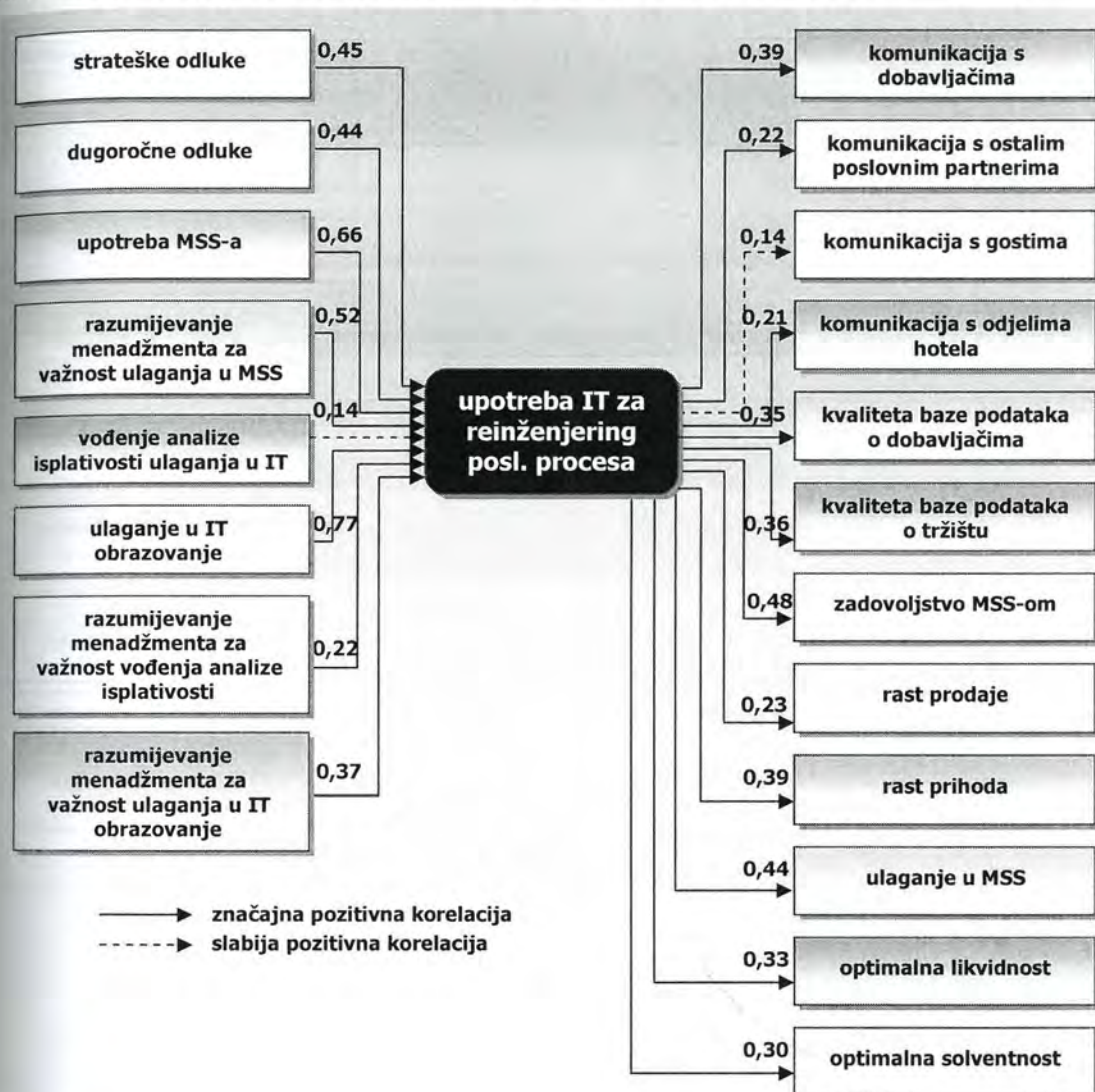 strateške odluke
0,45
dugoročne odluke
0,44
upotreba MSS-a
0,66
razumijevanje
menadžmenta za
važnost ulaganja u MSS
0,52
vođenje analize
isplativosti ulaganja u IT
0,14
ulaganje u IT
obrazovanje
0,77
razumijevanje
menadžmenta za
važnost vođenja analize
isplativosti
0,22
razumijevanje
menadžmenta za
važnost ulaganja u IT
obrazovanje
0,37
upotreba IT za
reinženjering
posl. procesa
0,39
komunikacija s
dobavljačima
0,22
komunikacija s ostalim
poslovnim partnerima
0,14
komunikacija s gostima
0,21
komunikacija s odjelima
hotela
0,35
kvaliteta baze podataka
o dobavljačima
0,36
kvaliteta baze podataka
o tržištu
0,48
zadovoljstvo MSS-om
0,23
rast prodaje
0,39
rast prihoda
0,44
ulaganje u MSS
0,33
optimalna likvidnost
0,30
optimalna solventnost
značajna pozitivna korelacija
slabija pozitivna korelacija